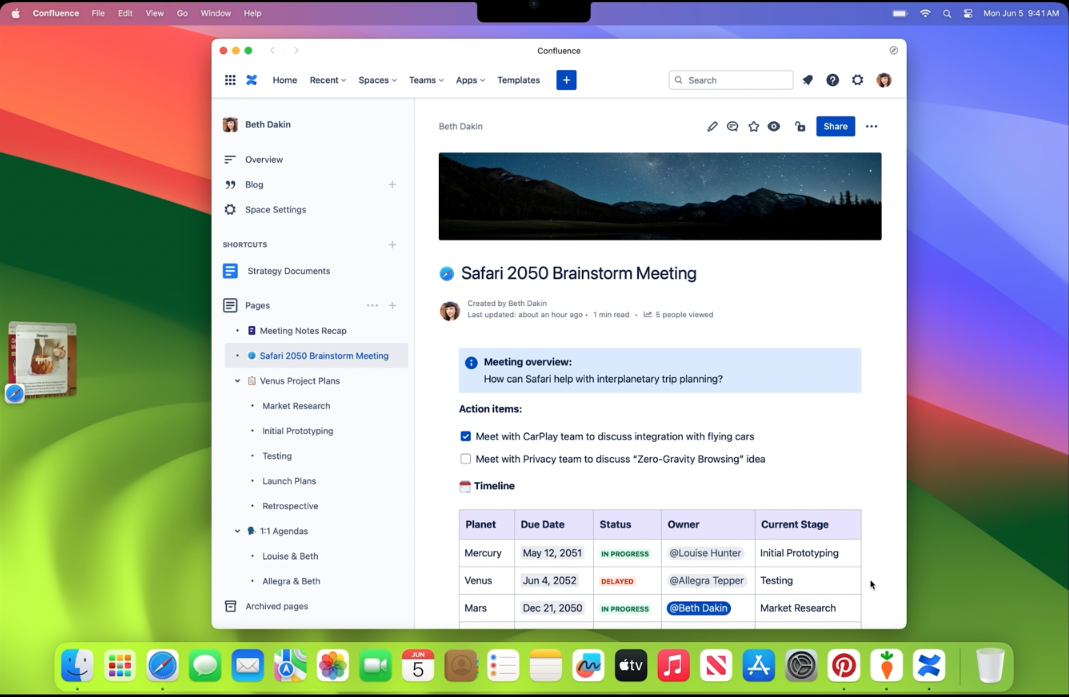 Confluence File Edit View Go Window Help
Mon Jun 5 9:41 AM
Confluence
Home Recent Spaces Teams Apps Templates + Search
Beth Dakin
Overview
Blog
Space Settings
SHORTCUTS
Strategy Documents
Pages
Meeting Notes Recap
Safari 2050 Brainstorm Meeting
Venus Project Plans
Market Research
Initial Prototyping
Testing
Launch Plans
Retrospective
1:1 Agendas
Louise & Beth
Allegra & Beth
Archived pages
Beth Dakin
Share
Safari 2050 Brainstorm Meeting
Created by Beth Dakin
Last updated: about an hour ago • 1 min read • 5 people viewed
Meeting overview:
How can Safari help with interplanetary trip planning?
Action items:
Meet with CarPlay team to discuss integration with flying cars
Meet with Privacy team to discuss “Zero-Gravity Browsing” idea
Timeline
Planet Due Date Status Owner Current Stage
Mercury May 12, 2051 IN PROGRESS @Louise Hunter Initial Prototyping
Venus Jun 4, 2052 DELAYED @Allegra Tepper Testing
Mars Dec 21, 2050 IN PROGRESS @Beth Dakin Market Research
JUN
5
tv